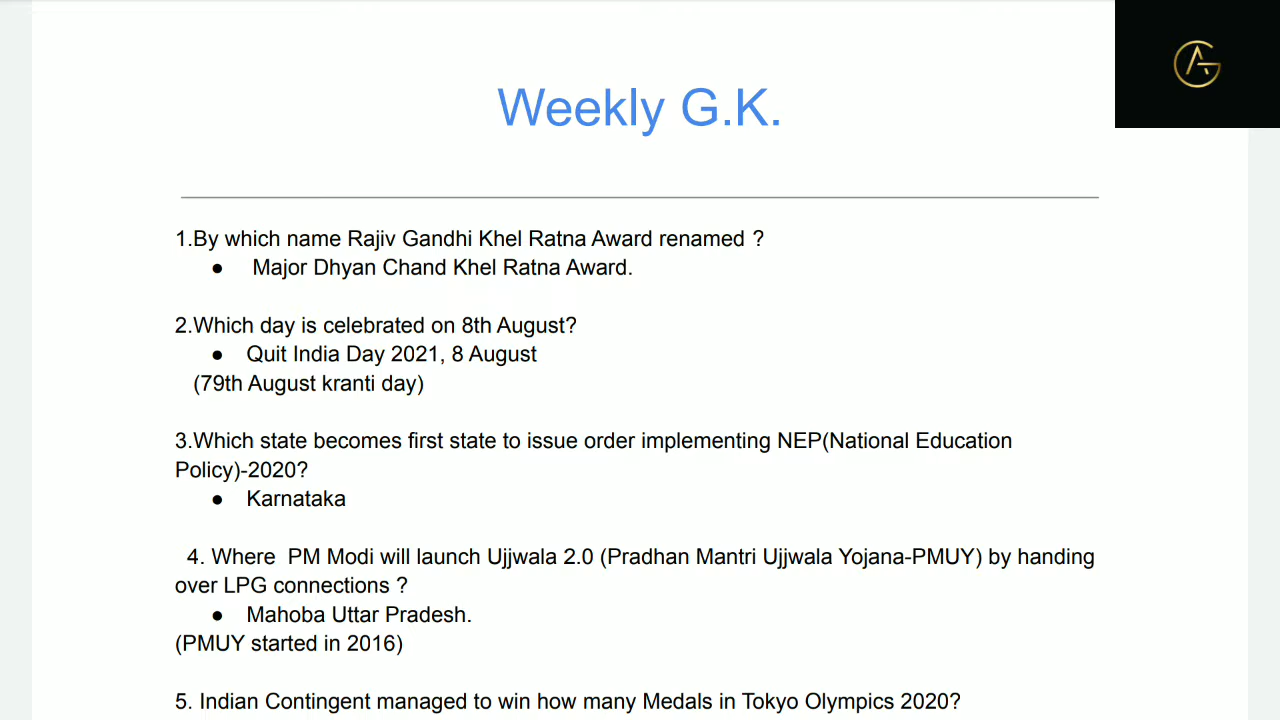 Weekly G.K.
1.By which name Rajiv Gandhi Khel Ratna Award renamed ?
● Major Dhyan Chand Khel Ratna Award.
2.Which day is celebrated on 8th August?
● Quit India Day 2021, 8 August
(79th August kranti day)
3.Which state becomes first state to issue order implementing NEP(National Education
Policy)-2020?
● Karnataka
4. Where  PM Modi will launch Ujjwala 2.0 (Pradhan Mantri Ujjwala Yojana-PMUY) by handing
over LPG connections ?
● Mahoba Uttar Pradesh.
(PMUY started in 2016)
5. Indian Contingent managed to win how many Medals in Tokyo Olympics 2020?